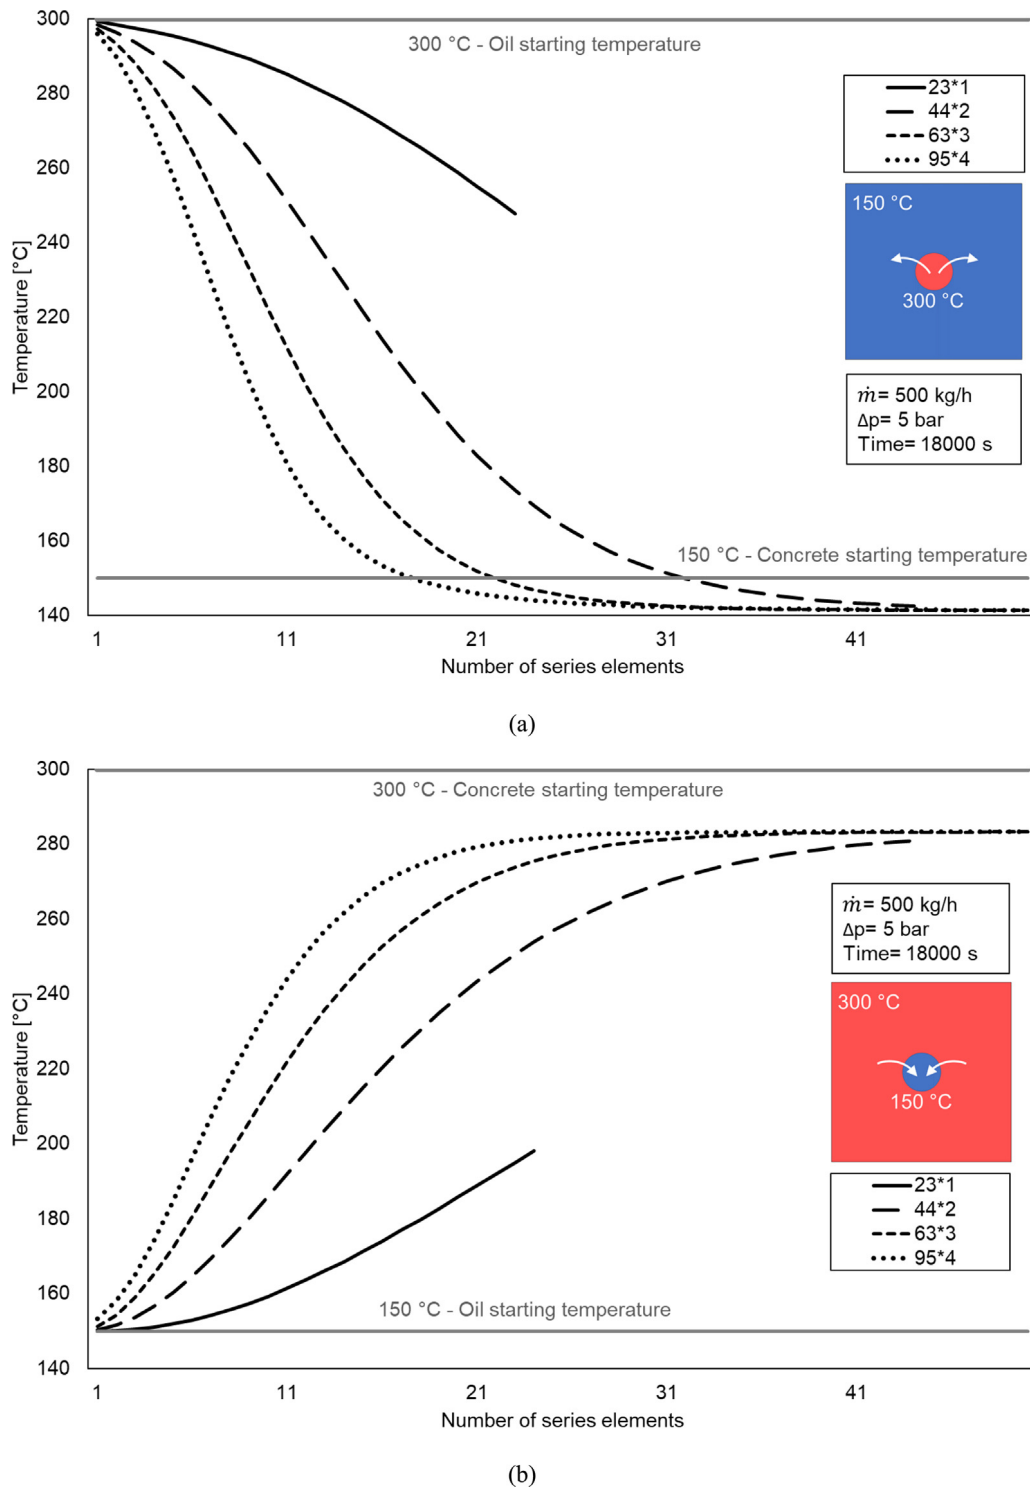 300
300 °C - Oil starting temperature
280
260
240
220
200
180
160
140
Temperature [°C]
23*1
44*2
63*3
95*4
150 °C
300 °C
ṁ= 500 kg/h
Δp= 5 bar
Time= 18000 s
150 °C - Concrete starting temperature
1 11 21 31 41
Number of series elements
(a)
300
300 °C - Concrete starting temperature
280
260
240
220
200
180
160
140
Temperature [°C]
ṁ= 500 kg/h
Δp= 5 bar
Time= 18000 s
300 °C
150 °C
23*1
44*2
63*3
95*4
150 °C - Oil starting temperature
1 11 21 31 41
Number of series elements
(b)